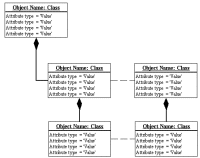 Object Name: Class
Attribute type = 'Value'
Attribute type = 'Value'
Attribute type = 'Value'
Attribute type = 'Value'
Object Name: Class
Attribute type = 'Value'
Attribute type = 'Value'
Attribute type = 'Value'
Attribute type = 'Value'
Object Name: Class
Attribute type = 'Value'
Attribute type = 'Value'
Attribute type = 'Value'
Attribute type = 'Value'
Object Name: Class
Attribute type = 'Value'
Attribute type = 'Value'
Attribute type = 'Value'
Attribute type = 'Value'
Object Name: Class
Attribute type = 'Value'
Attribute type = 'Value'
Attribute type = 'Value'
Attribute type = 'Value'